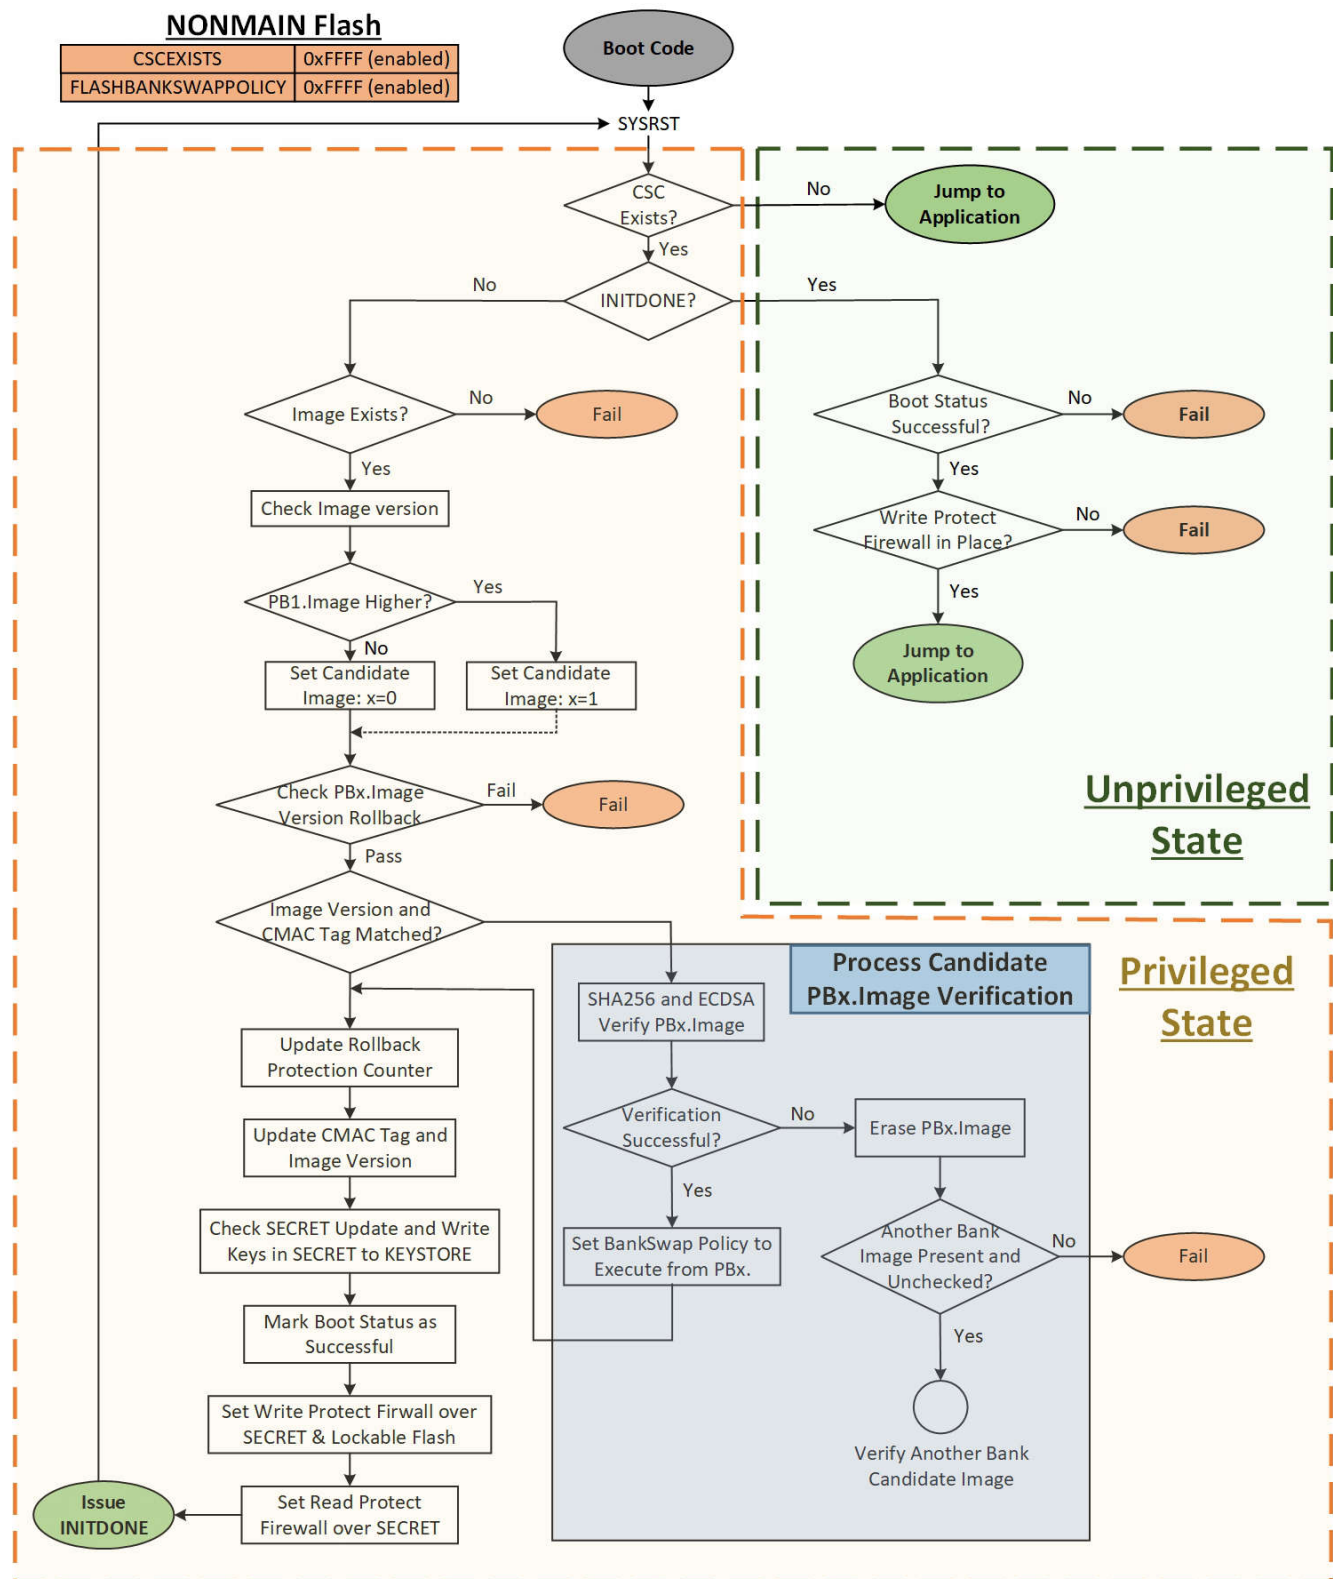 NONMAIN Flash
CSCEXISTS 0xFFFF (enabled)
FLASHBANKSWAPPOLICY 0xFFFF (enabled)
Boot Code
SYSRST
CSC
Exists?
No
Jump to
Application
Yes
No
INITDONE?
Yes
Image Exists?
No
Fail
Boot Status
Successful?
No
Fail
Yes
Yes
Check Image version
Write Protect
Firewall in Place?
No
Fail
PB1.Image Higher?
Yes
Yes
No
Set Candidate
Image: x=0
Set Candidate
Image: x=1
Jump to
Application
Check PBx.Image
Version Rollback
Fail
Fail
Unprivileged
State
Pass
Image Version and
CMAC Tag Matched?
Process Candidate
PBx.Image Verification
Privileged
State
SHA256 and ECDSA
Verify PBx.Image
Update Rollback
Protection Counter
Verification
Successful?
No
Erase PBx.Image
Update CMAC Tag and
Image Version
Yes
Check SECRET Update and Write
Keys in SECRET to KEYSTORE
Set BankSwap Policy to
Execute from PBx.
Another Bank
Image Present and
Unchecked?
No
Fail
Mark Boot Status as
Successful
Yes
Set Write Protect Firwall over
SECRET & Lockable Flash
Verify Another Bank
Candidate Image
Issue
INITDONE
Set Read Protect
Firewall over SECRET